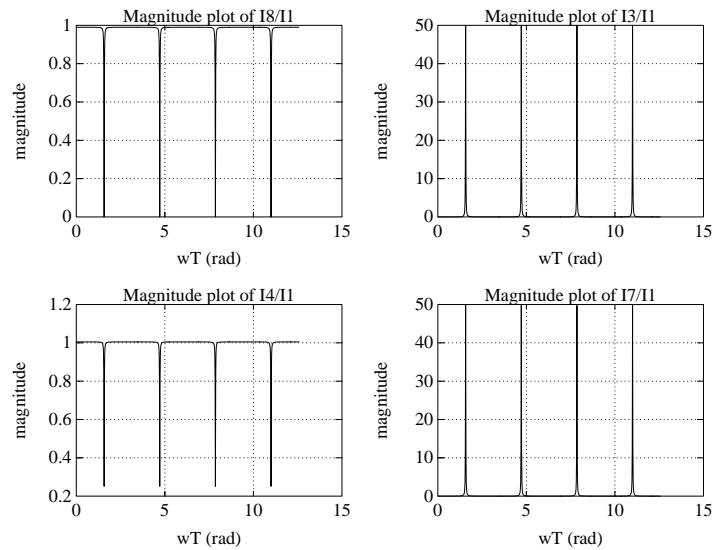 Magnitude plot of I8/I1
1
0.8
0.6
0.4
0.2
0
magnitude
0 5 10 15
wT (rad)
Magnitude plot of I3/I1
50
40
30
20
10
0
magnitude
0 5 10 15
wT (rad)
Magnitude plot of I4/I1
1.2
1
0.8
0.6
0.4
0.2
magnitude
0 5 10 15
wT (rad)
Magnitude plot of I7/I1
50
40
30
20
10
0
magnitude
0 5 10 15
wT (rad)